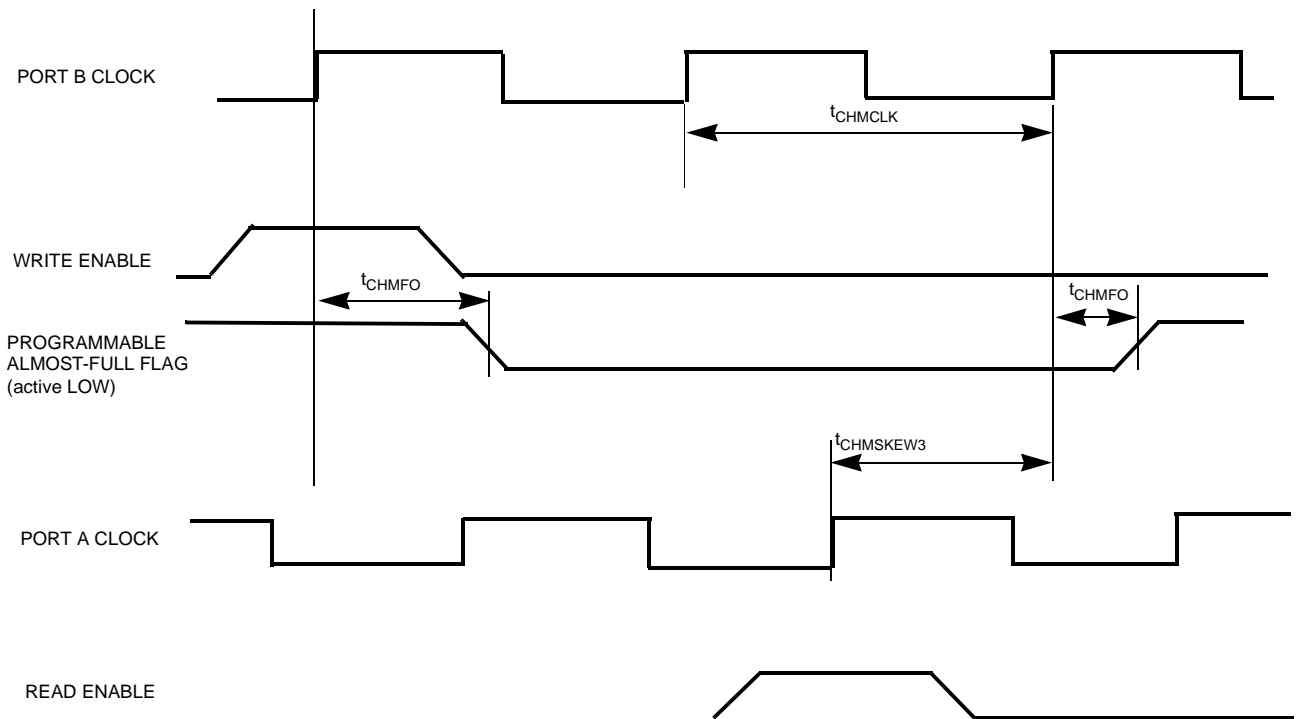 PORT B CLOCK
tCHMCLK
WRITE ENABLE
tCHMFO
tCHMFO
PROGRAMMABLE
ALMOST-FULL FLAG
(active LOW)
tCHMSKEW3
PORT A CLOCK
READ ENABLE